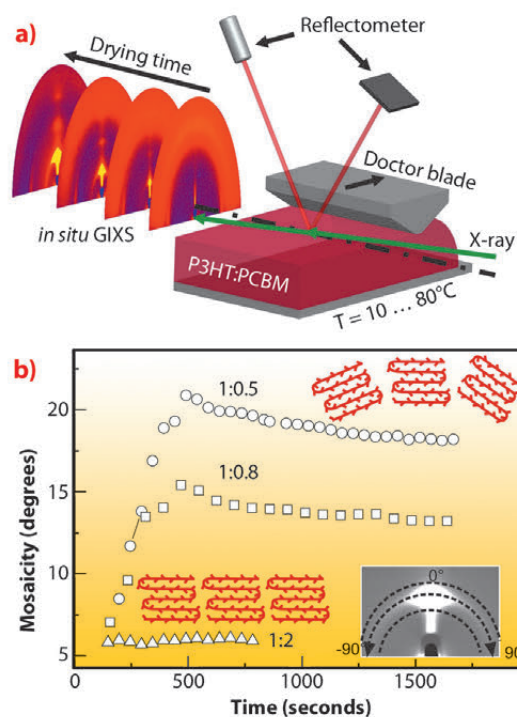 a)
Drying time
Reflectometer
Doctor blade
X-ray
in situ GIXS
P3HT:PCBM
T = 10 ... 80°C
b)
Mosaicity (degrees)
20
15
10
5
1:0.5
1:0.8
1:2
0°
-90
90
0
500
1000
1500
Time (seconds)